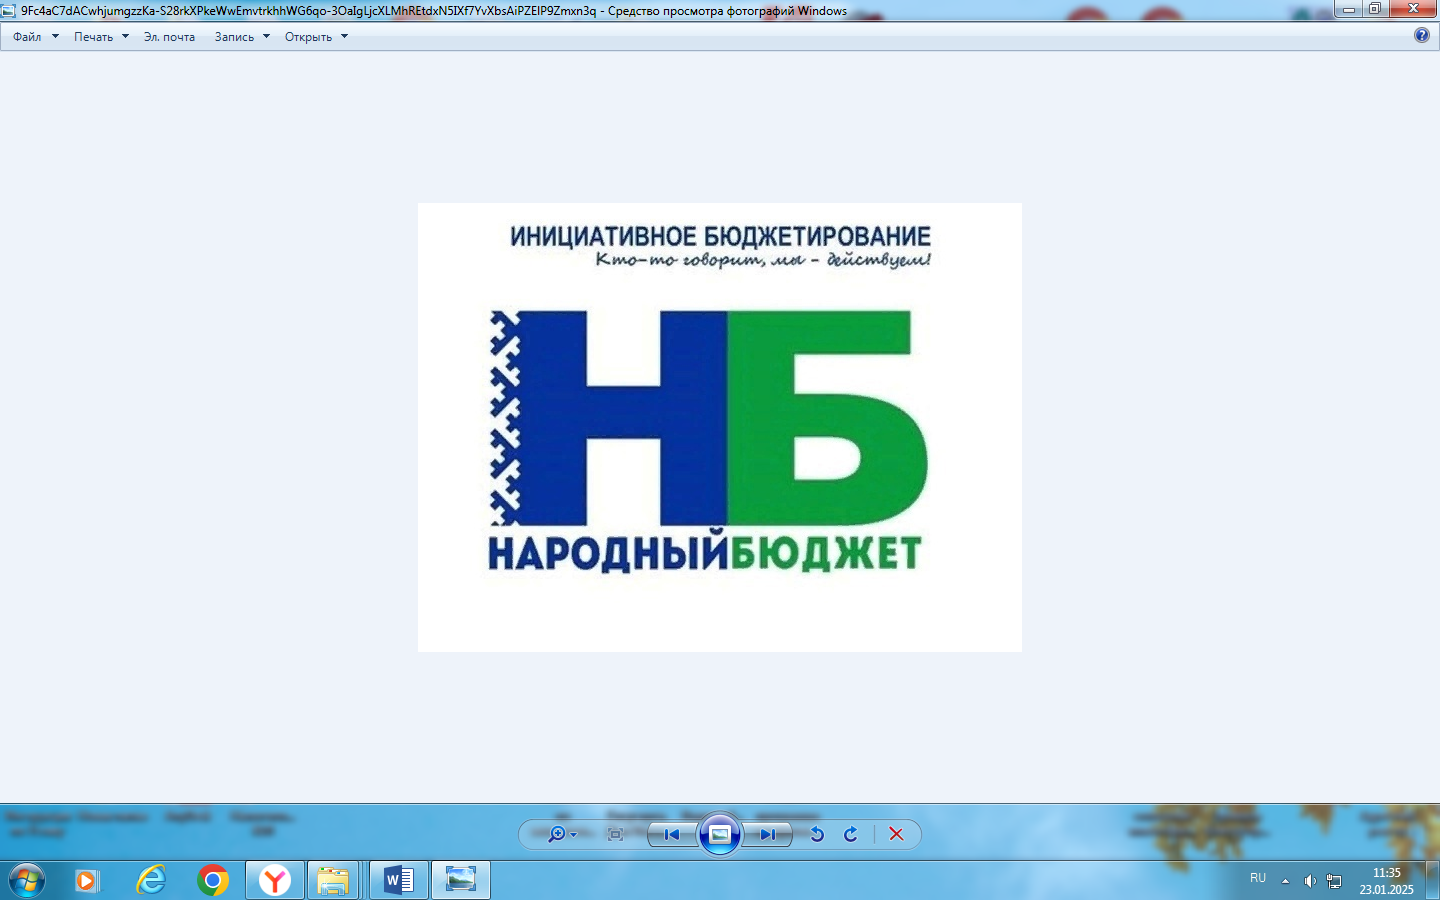 9Fc4aC7dACwhjumgzzKa-S28rkXPkeWwEmvtrkhhWG6qo-3OaIgLjcXLMhREtdxN5IXf7YvXbsAiPZEIP9Zmxn3q - Средство просмотра фотографий Windows
Файл Печать Эл. почта Запись Открыть
ИНИЦИАТИВНОЕ БЮДЖЕТИРОВАНИЕ
Кто-то говорит, мы - действуем!
НБ
НАРОДНЫЙБЮДЖЕТ
RU
11:35
23.01.2025